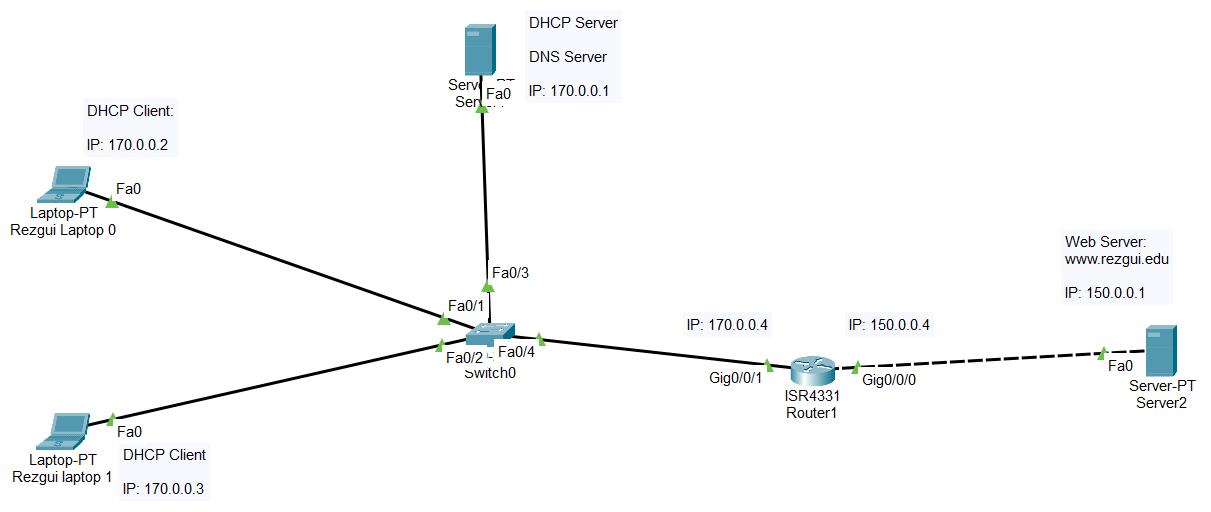 DHCP Server
DNS Server
IP: 170.0.0.1
Fa0
DHCP Client:
IP: 170.0.0.2
Fa0
Laptop-PT
Rezgui Laptop 0
Fa0/3
Fa0/1
Fa0/2
Fa0/4
Switch0
IP: 170.0.0.4
Gig0/0/1
ISR4331
Router1
IP: 150.0.0.4
Gig0/0/0
Web Server:
www.rezgui.edu
IP: 150.0.0.1
Fa0
Server-PT
Server2
Fa0
Laptop-PT
Rezgui laptop 1
DHCP Client
IP: 170.0.0.3